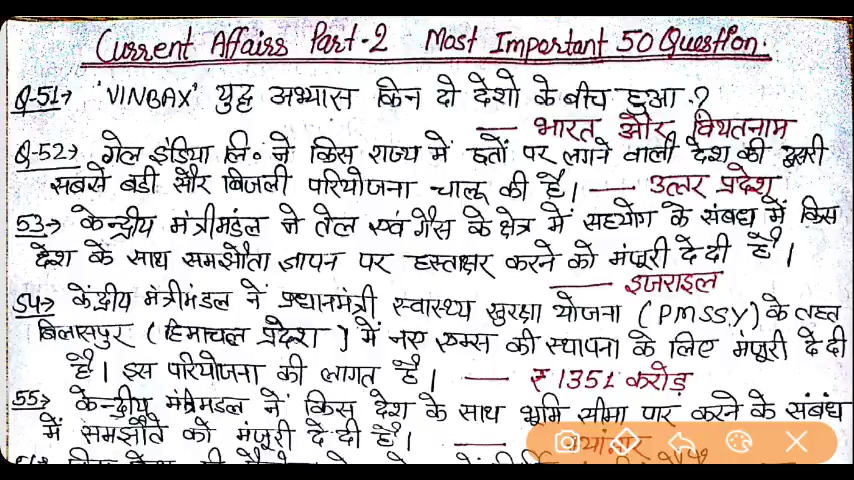 Current Affairs Part-2 Most Important 50 Question.
Q-51→ 'VINBAX' युद्ध अभ्यास किन दो देशो के बीच हुआ ?
— भारत और वियतनाम
Q-52→ गेल इंडिया लि॰ ने किस राज्य में छतों पर लगने वाली देश की दुसरी
सबसे बडी सौर बिजली परियोजना चालू की है। — उत्तर प्रदेश
53→ केन्द्रीय मंत्रीमंडल ने तेल एवं गैस के क्षेत्र में सहयोग के संबध में किस
देश के साथ समझौता ज्ञापन पर हस्ताक्षर करने को मंजूरी दे दी है।
— इजराइल
54→ केंद्रीय मंत्रीमंडल नें प्रधानमंत्री स्वास्थ्य सुरक्षा योजना (PMSSY) के तहत
बिलासपुर (हिमाचल प्रदेश) में नए एम्स की स्थापना के लिए मंजूरी दे दी
है। इस परियोजना की लागत है। — ₹1351 करोड़
55→ केन्द्रीय मंत्रीमंडल नें किस देश के साथ भूमि सीमा पार करने के संबंध
में समझौते को मंजूरी दे दी है। —